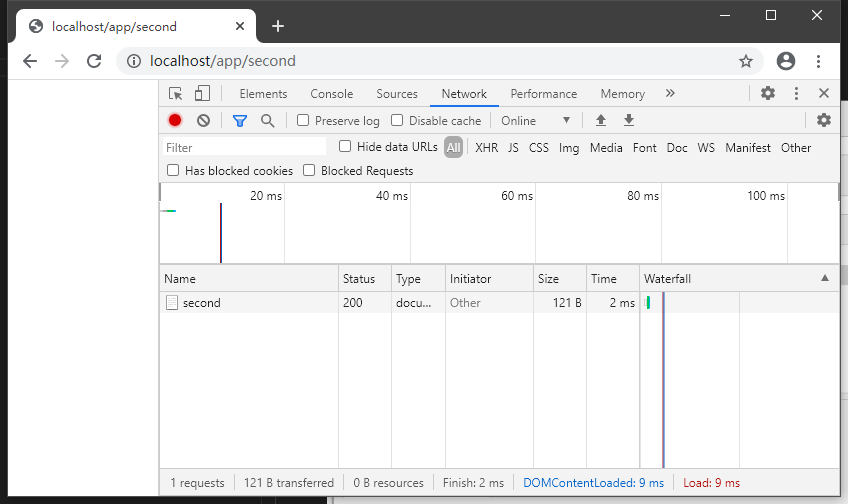 localhost/app/second
localhost/app/second
Elements Console Sources Network Performance Memory »
Preserve log Disable cache Online
Filter Hide data URLs All XHR JS CSS Img Media Font Doc WS Manifest Other
Has blocked cookies Blocked Requests
20 ms 40 ms 60 ms 80 ms 100 ms
Name Status Type Initiator Size Time Waterfall
second 200 docu... Other 121 B 2 ms
1 requests 121 B transferred 0 B resources Finish: 2 ms DOMContentLoaded: 9 ms Load: 9 ms